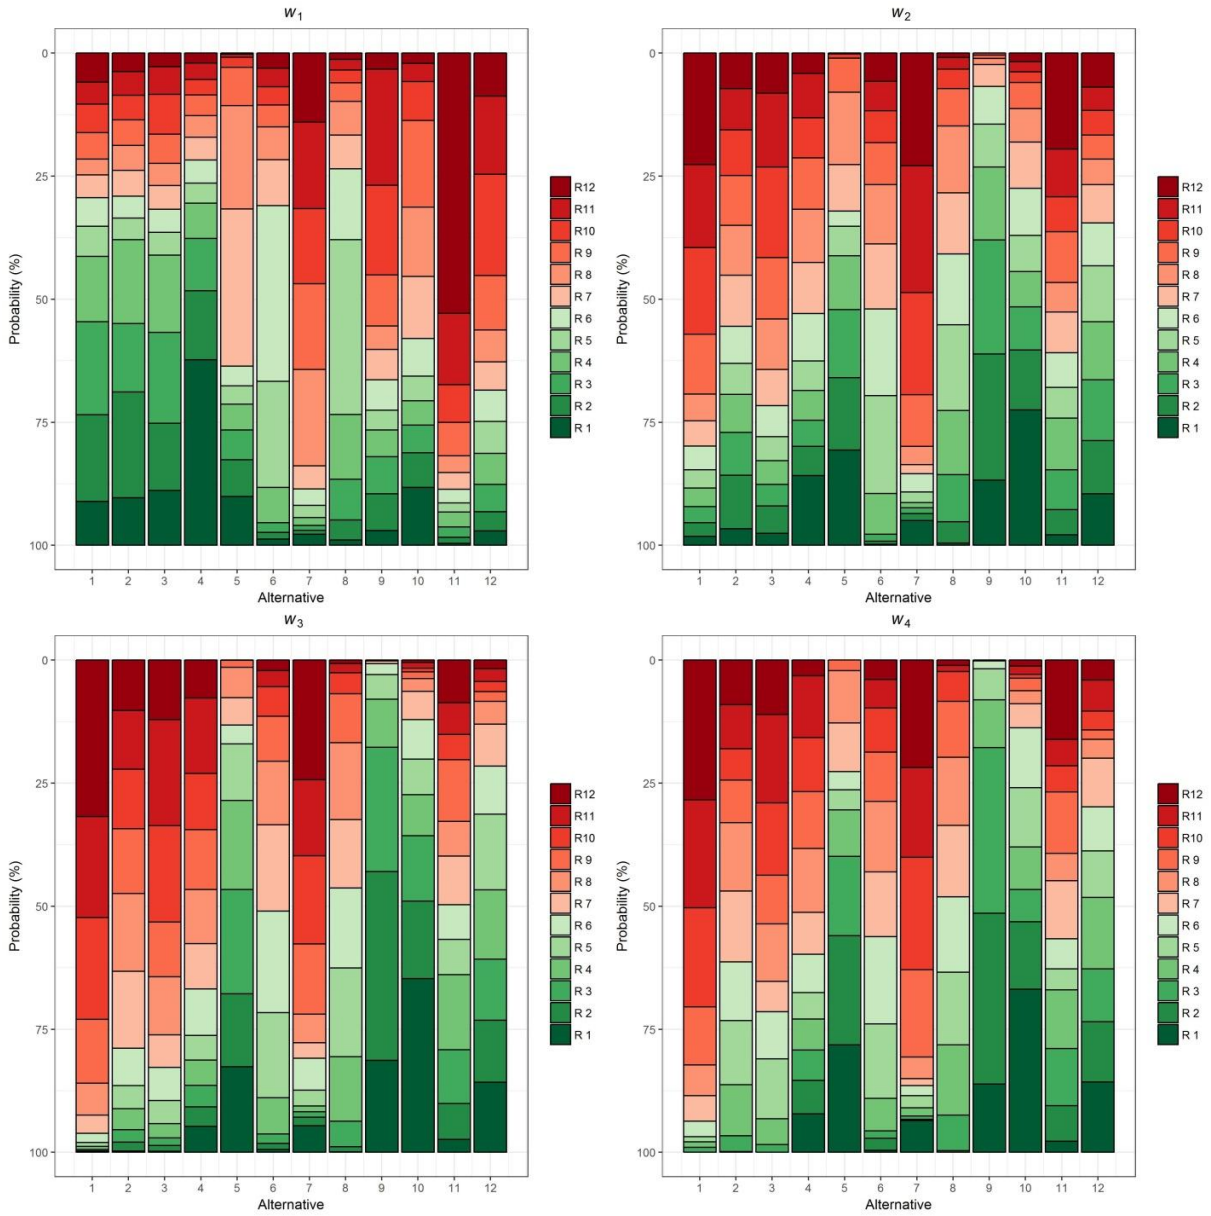 w1
0
25
50
75
100
Probability (%)
1 2 3 4 5 6 7 8 9 10 11 12
Alternative
R12
R11
R10
R 9
R 8
R 7
R 6
R 5
R 4
R 3
R 2
R 1
w2
0
25
50
75
100
Probability (%)
1 2 3 4 5 6 7 8 9 10 11 12
Alternative
R12
R11
R10
R 9
R 8
R 7
R 6
R 5
R 4
R 3
R 2
R 1
w3
0
25
50
75
100
Probability (%)
1 2 3 4 5 6 7 8 9 10 11 12
Alternative
R12
R11
R10
R 9
R 8
R 7
R 6
R 5
R 4
R 3
R 2
R 1
w4
0
25
50
75
100
Probability (%)
1 2 3 4 5 6 7 8 9 10 11 12
Alternative
R12
R11
R10
R 9
R 8
R 7
R 6
R 5
R 4
R 3
R 2
R 1